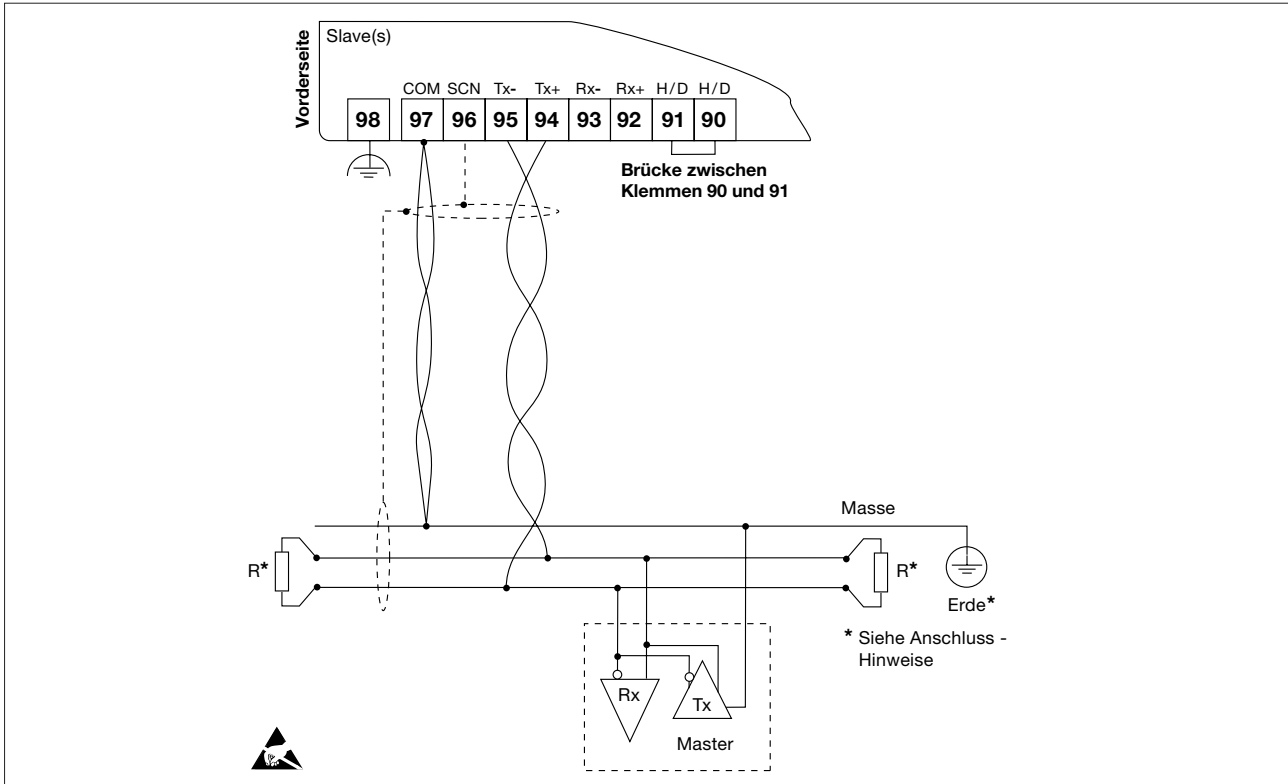 Slave(s)
Vorderseite
COM SCN Tx- Tx+ Rx- Rx+ H/D H/D
98 97 96 95 94 93 92 91 90
Brücke zwischen
Klemmen 90 und 91
Masse
R*
R*
Erde*
* Siehe Anschluss -
Hinweise
Rx
Tx
Master